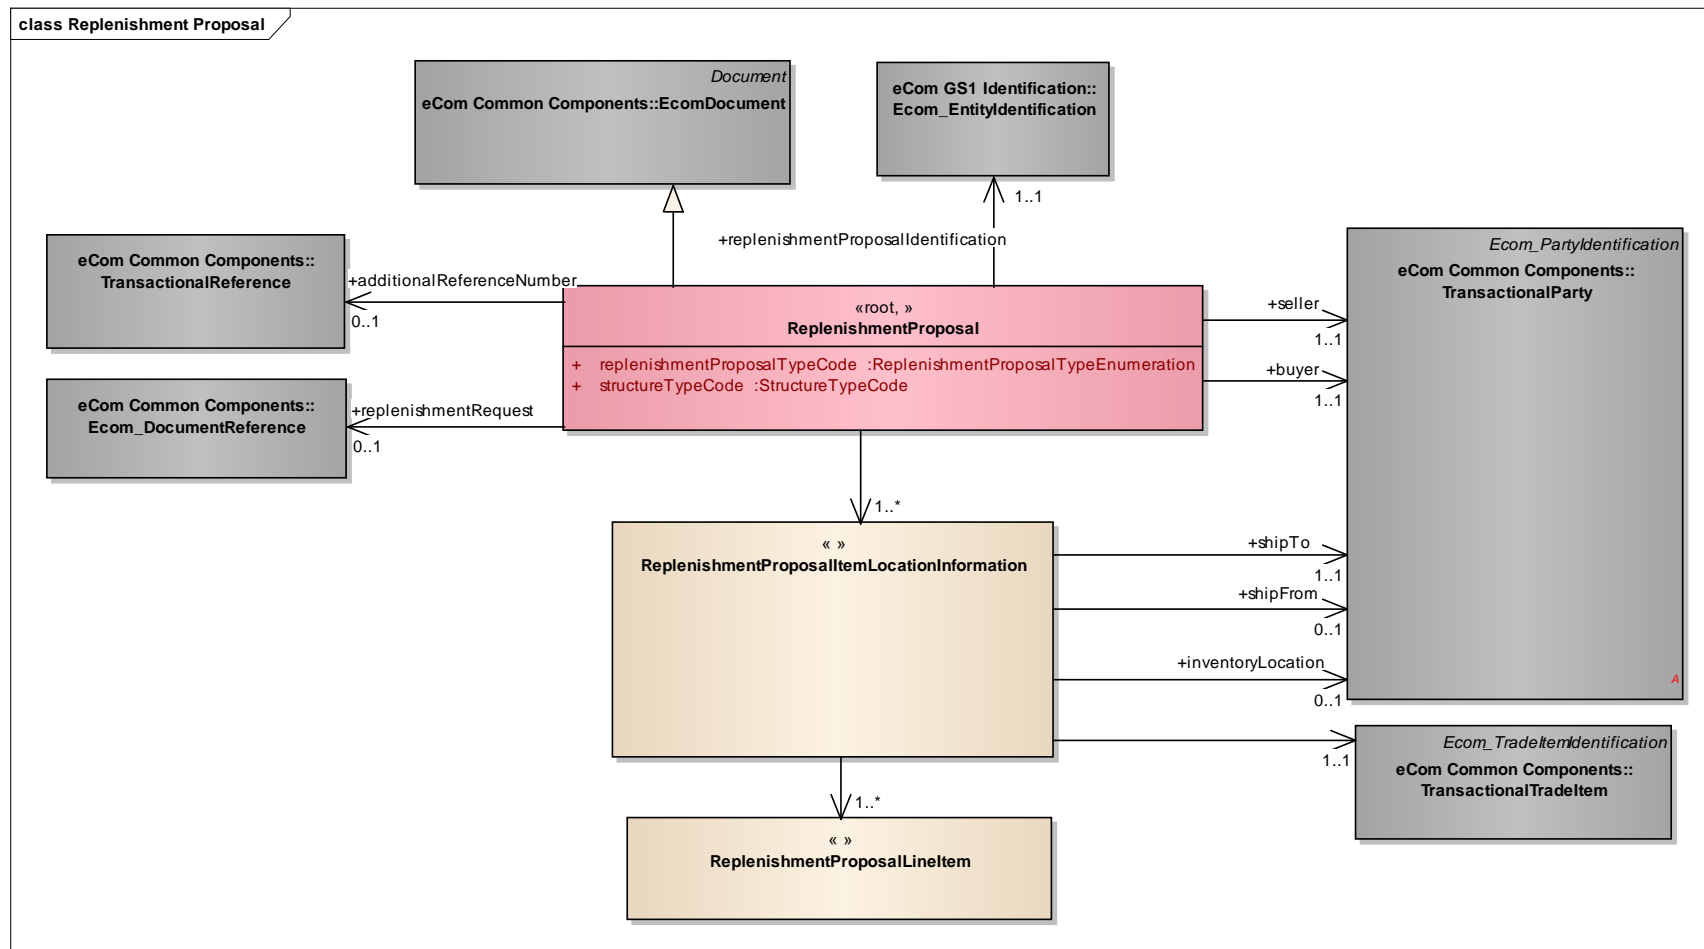 class Replenishment Proposal
Document
eCom Common Components::EcomDocument
eCom GS1 Identification::
Ecom_EntityIdentification
1..1
+replenishmentProposalIdentification
eCom Common Components::
TransactionalReference
+additionalReferenceNumber
0..1
Ecom_PartyIdentification
eCom Common Components::
TransactionalParty
«root, »
ReplenishmentProposal
+ replenishmentProposalTypeCode :ReplenishmentProposalTypeEnumeration
+ structureTypeCode :StructureTypeCode
+seller
1..1
+buyer
1..1
eCom Common Components::
Ecom_DocumentReference
+replenishmentRequest
0..1
1..*
« »
ReplenishmentProposalItemLocationInformation
+shipTo
1..1
+shipFrom
0..1
+inventoryLocation
0..1
A
1..1
Ecom_TradeItemIdentification
eCom Common Components::
TransactionalTradeItem
1..*
« »
ReplenishmentProposalLineItem